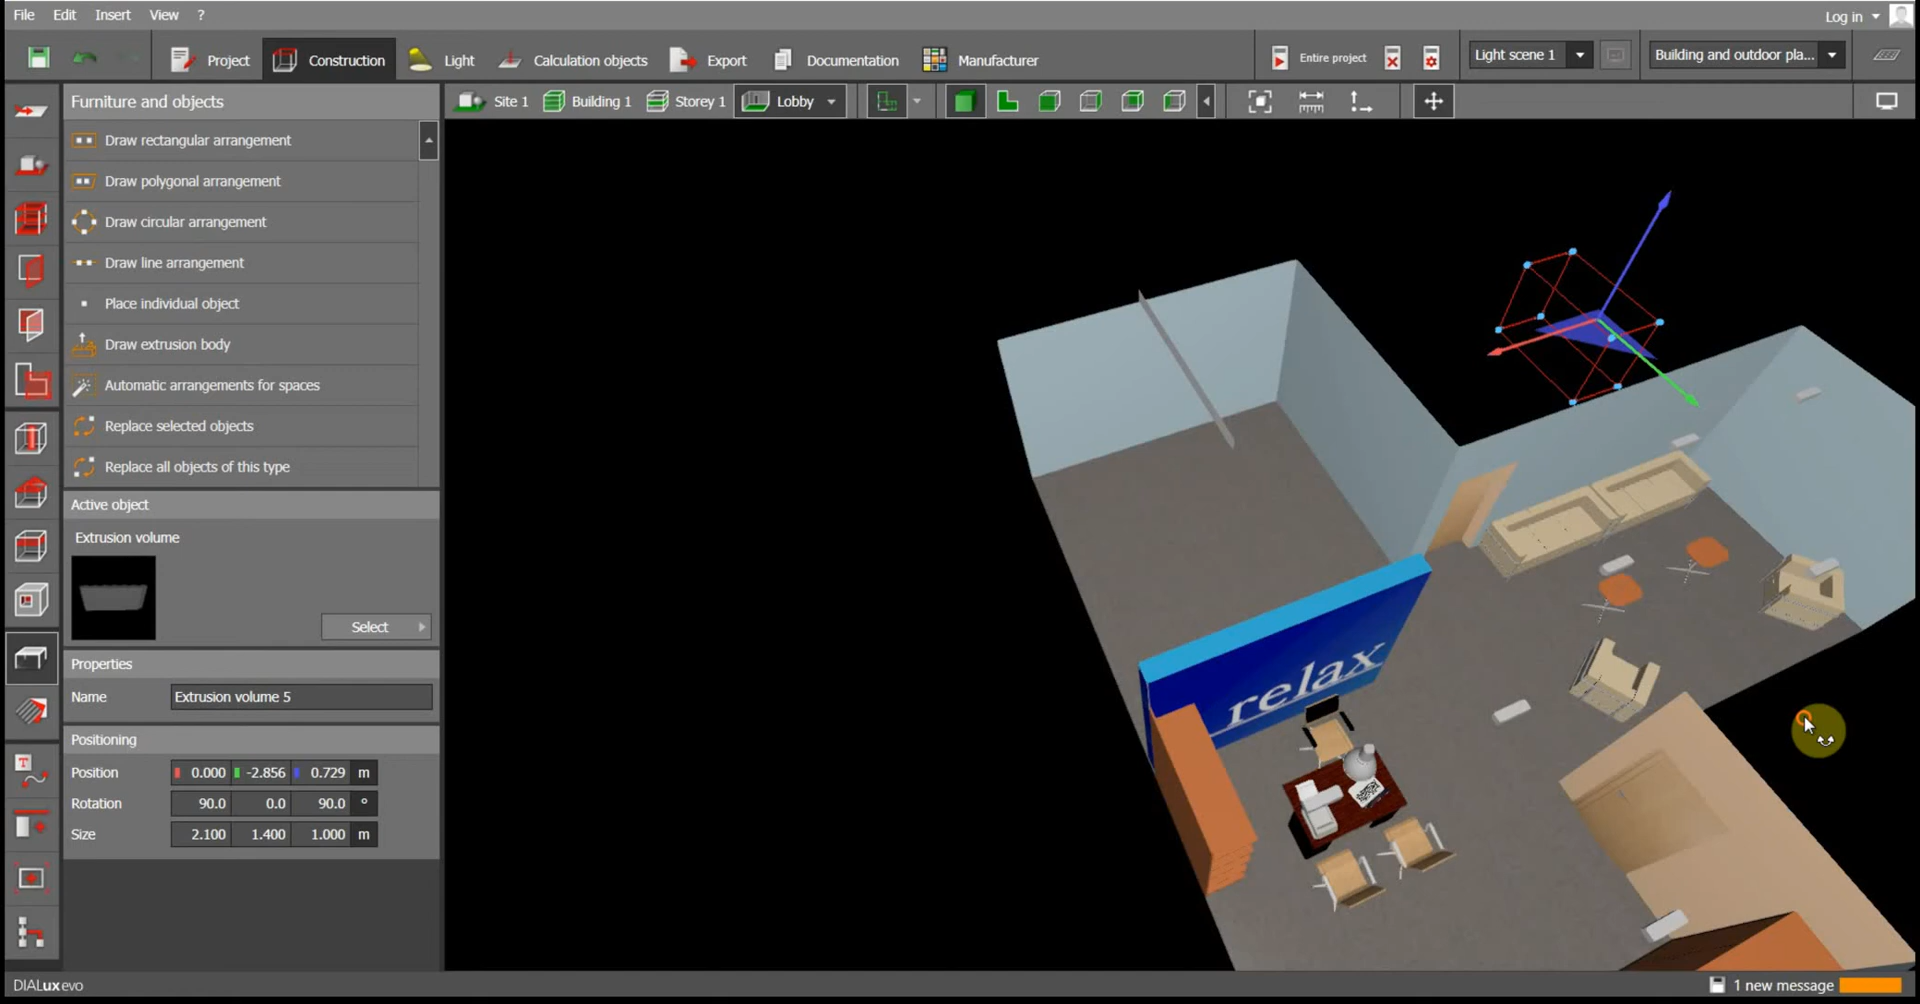 File Edit Insert View ?
Log in
Project Construction Light Calculation objects Export Documentation Manufacturer
Entire project Light scene 1 Building and outdoor pla...
Furniture and objects
Site 1 Building 1 Storey 1 Lobby
Draw rectangular arrangement
Draw polygonal arrangement
Draw circular arrangement
Draw line arrangement
Place individual object
Draw extrusion body
Automatic arrangements for spaces
Replace selected objects
Replace all objects of this type
Active object
Extrusion volume
Select
Properties
Name Extrusion volume 5
Positioning
Position 0.000 -2.856 0.729 m
Rotation 90.0 0.0 90.0 °
Size 2.100 1.400 1.000 m
relax
DIALux evo
1 new message